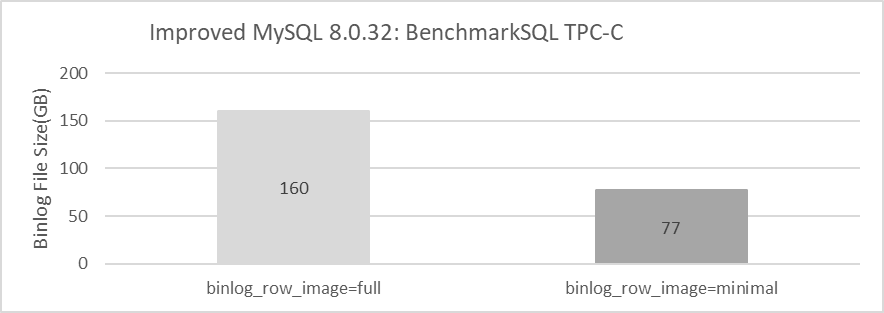 Improved MySQL 8.0.32: BenchmarkSQL TPC-C
Binlog File Size(GB)
200
150
100
50
0
160
77
binlog_row_image=full
binlog_row_image=minimal